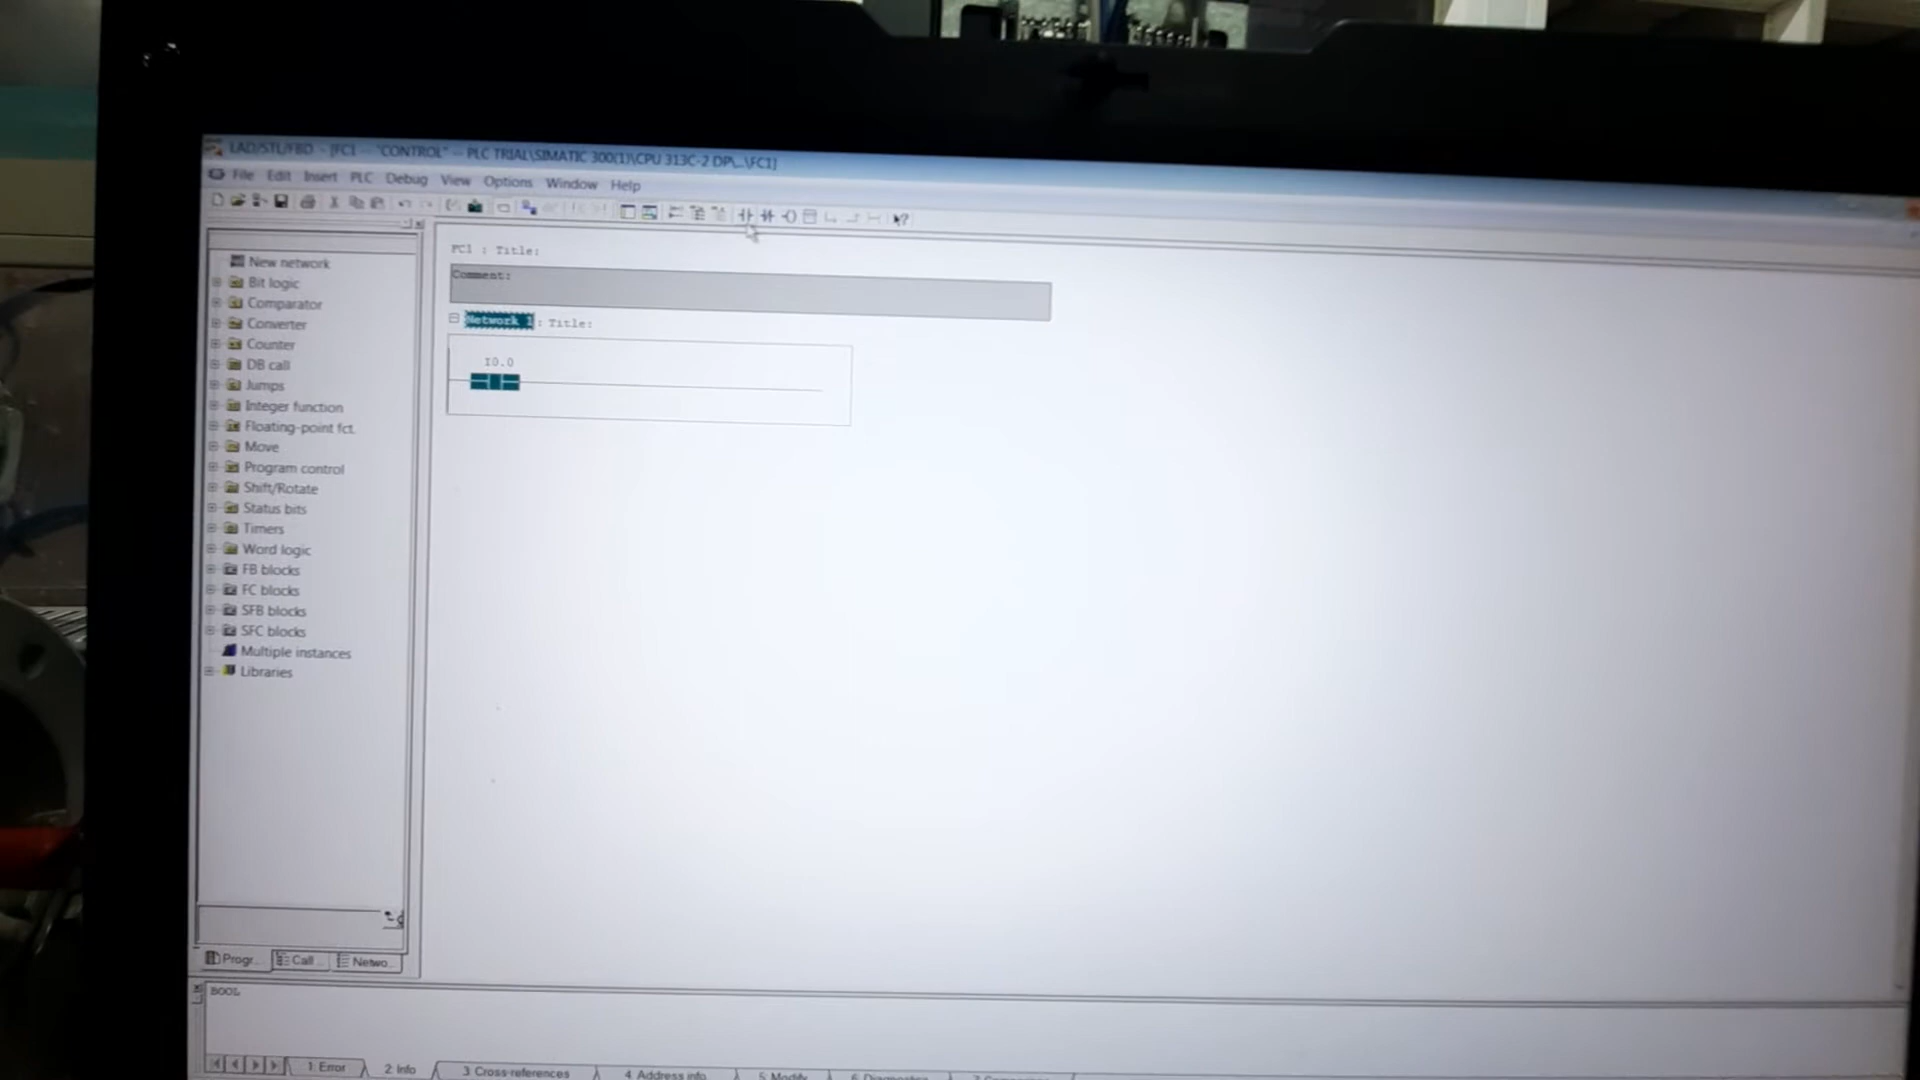 LAD/STL/FBD - [FC1 -- "CONTROL" -- PLC TRIAL\SIMATIC 300(1)\CPU 313C-2 DP\...\FC1]
File Edit Insert PLC Debug View Options Window Help
FC1 : Title:
Comment:
Network 1 : Title:
I0.0
New network
Bit logic
Comparator
Converter
Counter
DB call
Jumps
Integer function
Floating-point fct.
Move
Program control
Shift/Rotate
Status bits
Timers
Word logic
FB blocks
FC blocks
SFB blocks
SFC blocks
Multiple instances
Libraries
Progr... Call ... Netwo...
BOOL
1: Error 2: Info 3: Cross-references 4: Address info. 5: Modify